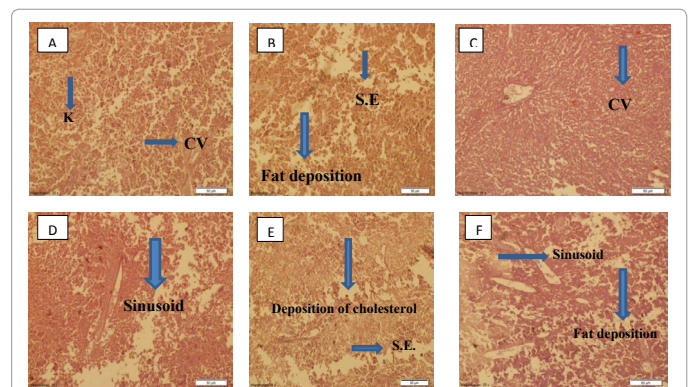 A
K
CV
B
S.E
Fat deposition
C
CV
D
Sinusoid
E
Deposition of cholesterol
S.E.
F
Sinusoid
Fat deposition